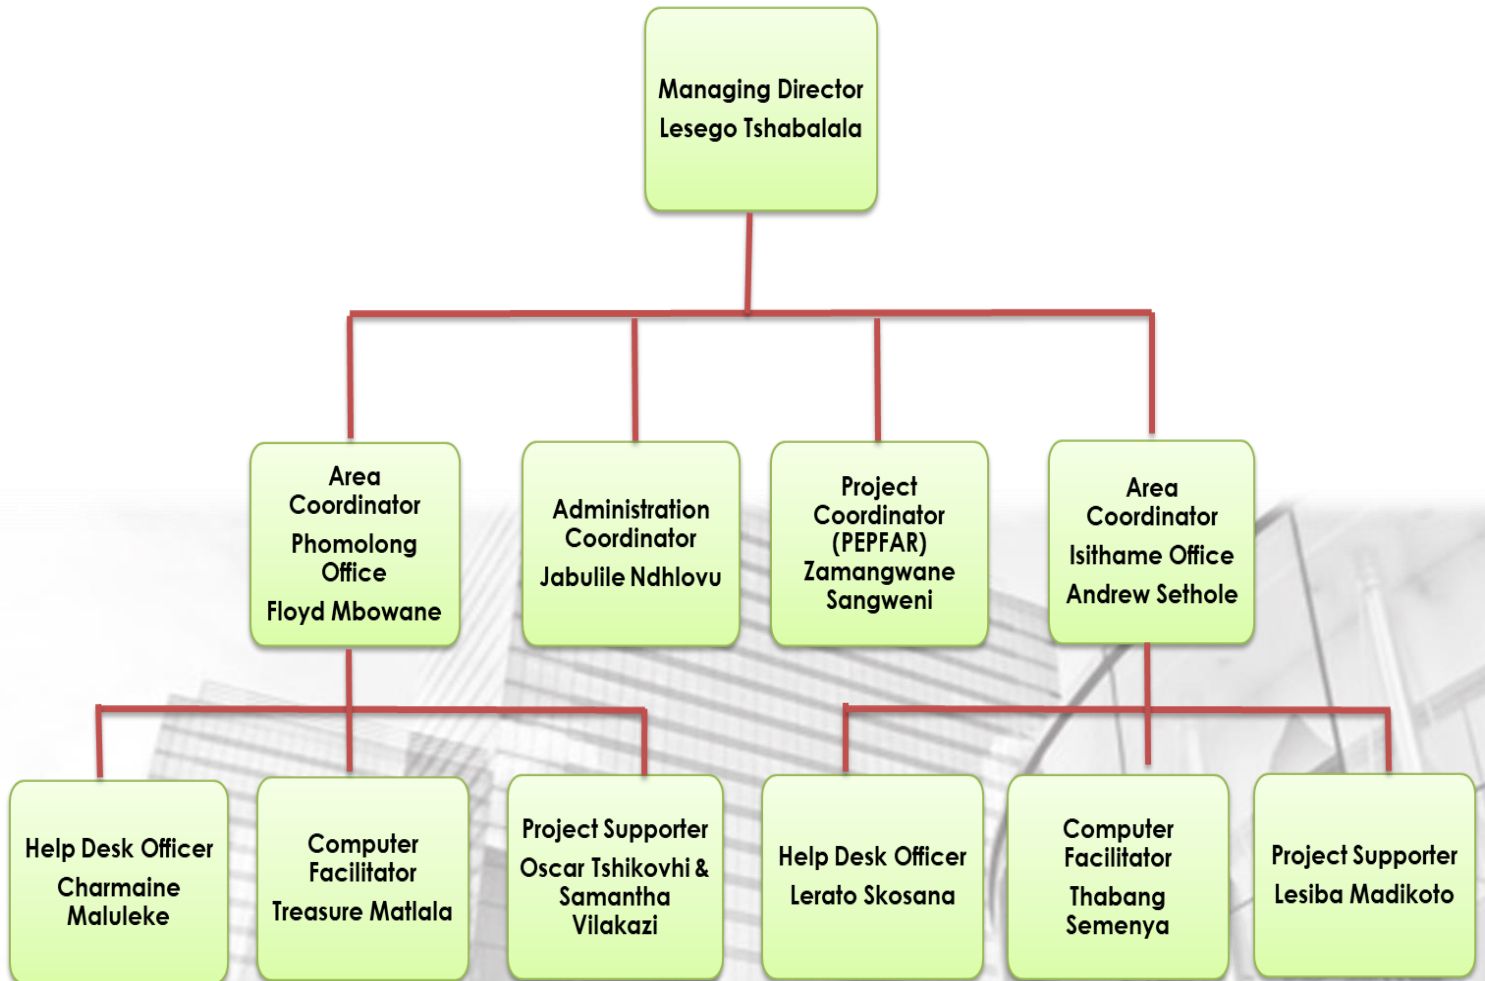 Managing Director
Lesego Tshabalala
Area
Coordinator
Phomolong
Office
Floyd Mbowane
Administration
Coordinator
Jabulile Ndhlovu
Project
Coordinator
(PEPFAR)
Zamangwane
Sangweni
Area
Coordinator
Isithame Office
Andrew Sethole
Help Desk Officer
Charmaine
Maluleke
Computer
Facilitator
Treasure Matlala
Project Supporter
Oscar Tshikovhi &
Samantha
Vilakazi
Help Desk Officer
Lerato Skosana
Computer
Facilitator
Thabang
Semenya
Project Supporter
Lesiba Madikoto